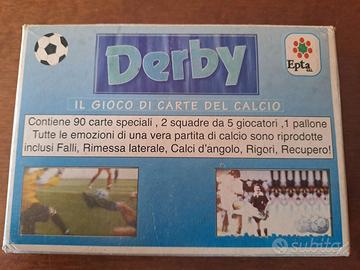 Derby
Epta
IL GIOCO DI CARTE DEL CALCIO
Contiene 90 carte speciali , 2 squadre da 5 giocatori ,1 pallone
Tutte le emozioni di una vera partita di calcio sono riprodotte
inclusi Falli, Rimessa laterale, Calci d'angolo, Rigori, Recupero!
subito